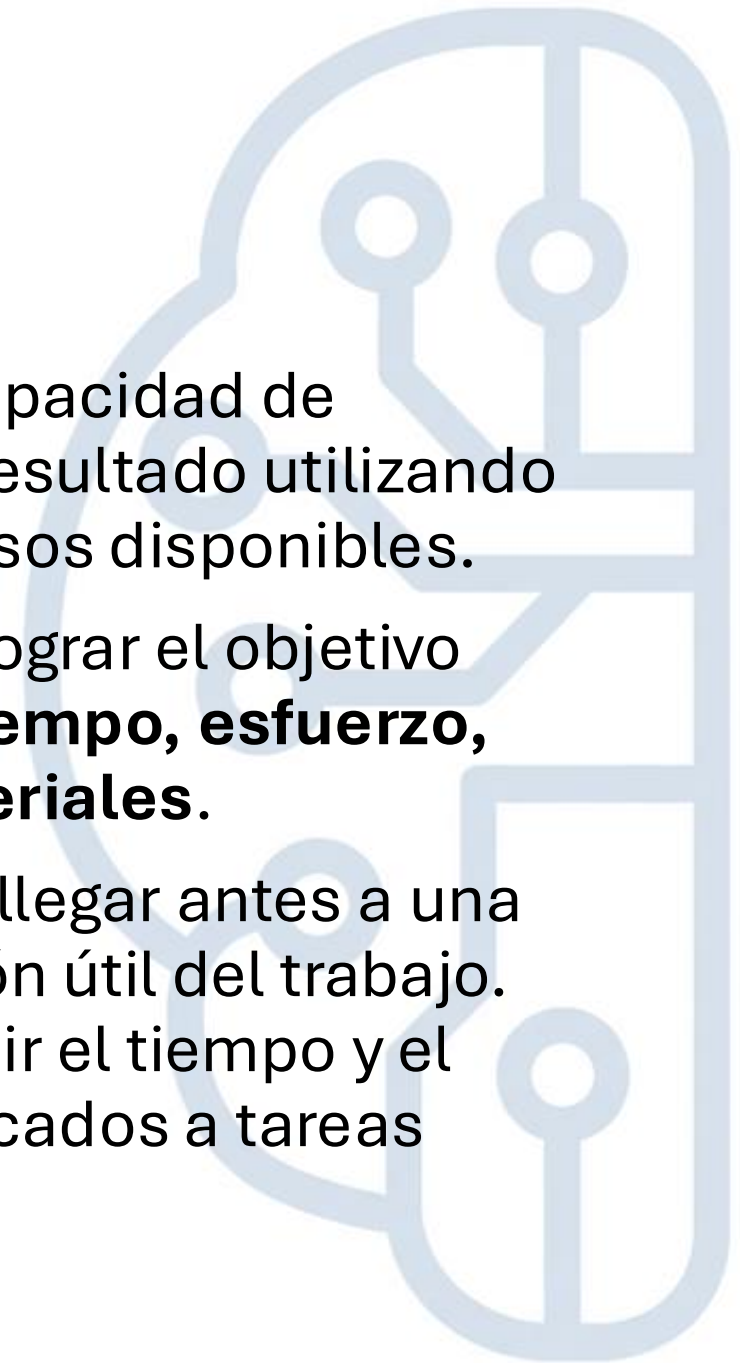 pacidad de
esultado utilizando
sos disponibles.
ograr el objetivo
empo, esfuerzo,
eriales.
llegar antes a una
ón útil del trabajo.
ir el tiempo y el
cados a tareas